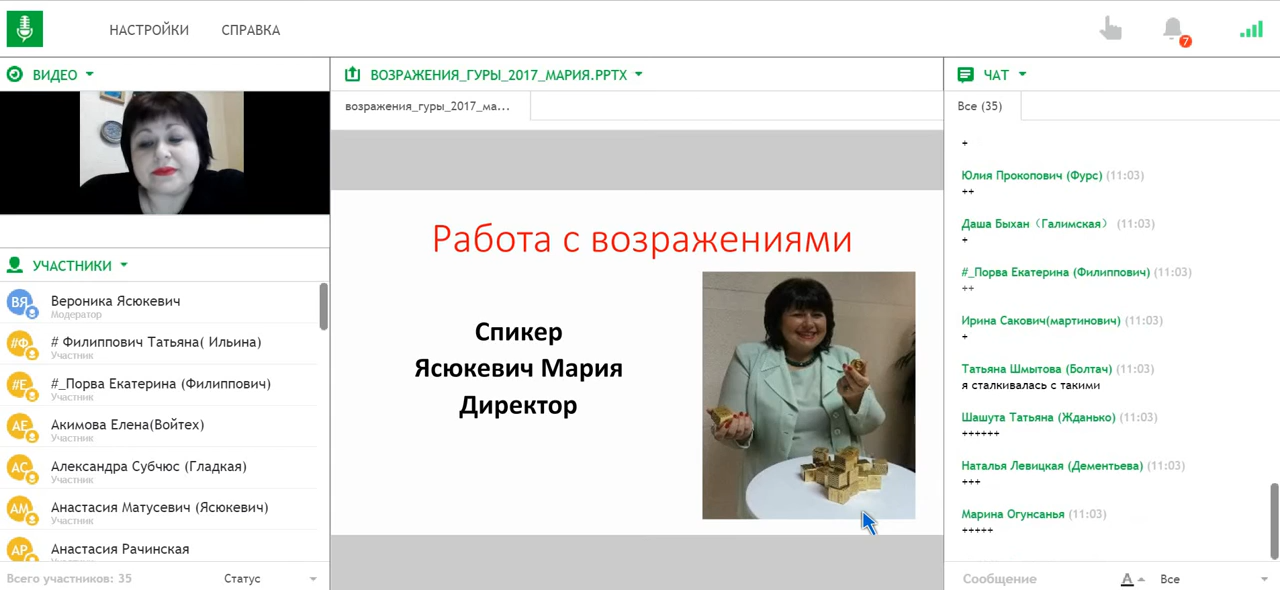 НАСТРОЙКИ СПРАВКА
7
ВИДЕО
ВЯ Вероника Ясюкевич
Модератор
УЧАСТНИКИ
#Ф # Филиппович Татьяна( Ильина)
Участник
#Е #_Порва Екатерина (Филиппович)
Участник
АЕ Акимова Елена(Войтех)
Участник
АС Александра Субчюс (Гладкая)
Участник
АМ Анастасия Матусевич (Ясюкевич)
Участник
АР Анастасия Рачинская
Всего участников: 35 Статус
ВОЗРАЖЕНИЯ_ГУРЫ_2017_МАРИЯ.PPTX
возражения_гуры_2017_ма...
Работа с возражениями
Спикер
Ясюкевич Мария
Директор
ЧАТ
Все (35)
+
Юлия Прокопович (Фурс) (11:03)
++
Даша Быхан（Галимская） (11:03)
+
#_Порва Екатерина (Филиппович) (11:03)
++
Ирина Сакович(мартинович) (11:03)
+
Татьяна Шмытова (Болтач) (11:03)
я сталкивалась с такими
Шашута Татьяна (Жданько) (11:03)
++++++
Наталья Левицкая (Дементьева) (11:03)
+++
Марина Огунсанья (11:03)
+++++
Сообщение A Все